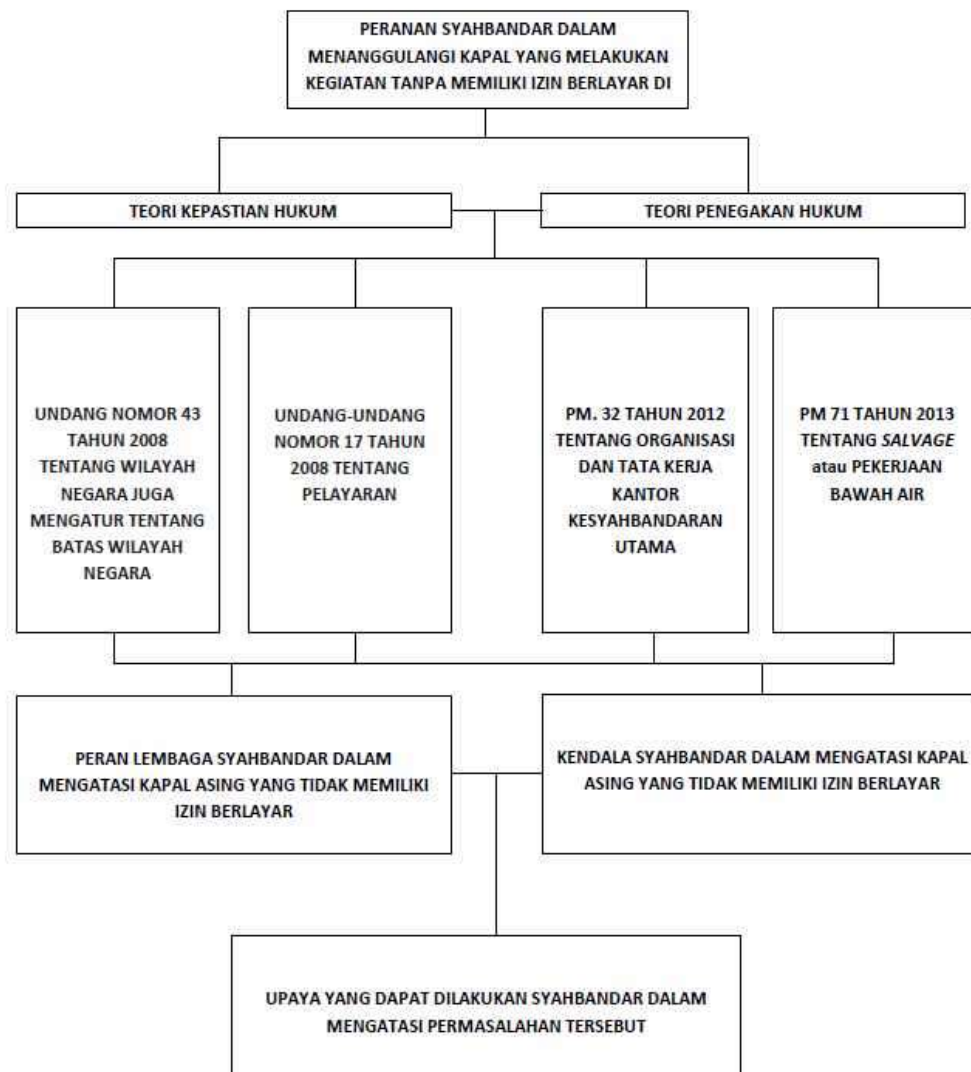 PERANAN SYAHBANDAR DALAM
MENANGGULANGI KAPAL YANG MELAKUKAN
KEGIATAN TANPA MEMILIKI IZIN BERLAYAR DI
TEORI KEPASTIAN HUKUM
TEORI PENEGAKAN HUKUM
UNDANG NOMOR 43
TAHUN 2008
TENTANG WILAYAH
NEGARA JUGA
MENGATUR TENTANG
BATAS WILAYAH
NEGARA
UNDANG-UNDANG
NOMOR 17 TAHUN
2008 TENTANG
PELAYARAN
PM. 32 TAHUN 2012
TENTANG ORGANISASI
DAN TATA KERJA
KANTOR
KESYAHBANDARAN
UTAMA
PM 71 TAHUN 2013
TENTANG SALVAGE
atau PEKERJAAN
BAWAH AIR
PERAN LEMBAGA SYAHBANDAR DALAM
MENGATASI KAPAL ASING YANG TIDAK MEMILIKI
IZIN BERLAYAR
KENDALA SYAHBANDAR DALAM MENGATASI KAPAL
ASING YANG TIDAK MEMILIKI IZIN BERLAYAR
UPAYA YANG DAPAT DILAKUKAN SYAHBANDAR DALAM
MENGATASI PERMASALAHAN TERSEBUT